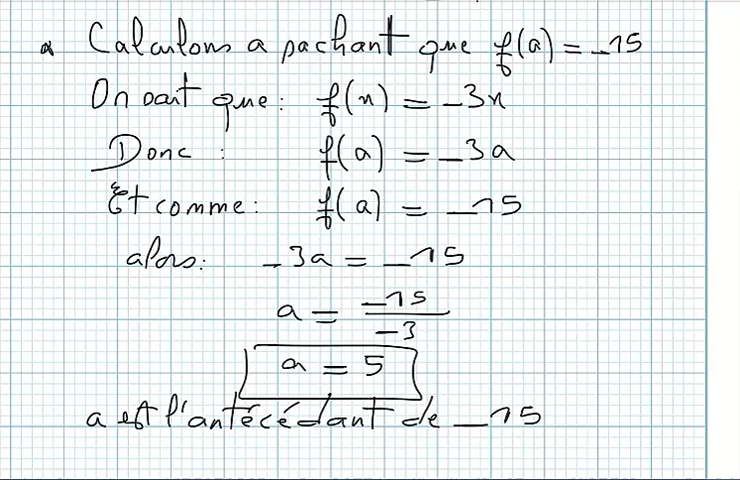 * Calculons a sachant que f(a) = -15
On sait que : f(x) = -3x
Donc : f(a) = -3a
Et comme : f(a) = -15
alors : -3a = -15
a = -15 / -3
a = 5
a est l'antécédant de -15